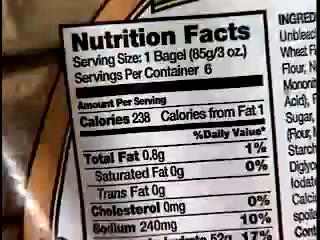 Nutrition Facts
Serving Size: 1 Bagel (85g/3 oz.)
Servings Per Container 6
Amount Per Serving
Calories 238 Calories from Fat 1
%Daily Value*
Total Fat 0.8g 1%
Saturated Fat 0g 0%
Trans Fat 0g
Cholesterol 0mg 0%
Sodium 240mg 10%
52g 17%
INGRED
Unbleac
Wheat F
Flour, N
Mononit
Acid), F
Sugar,
(Flour,
Starch
Diglyc
Iodat
Calci
spoil
Cont